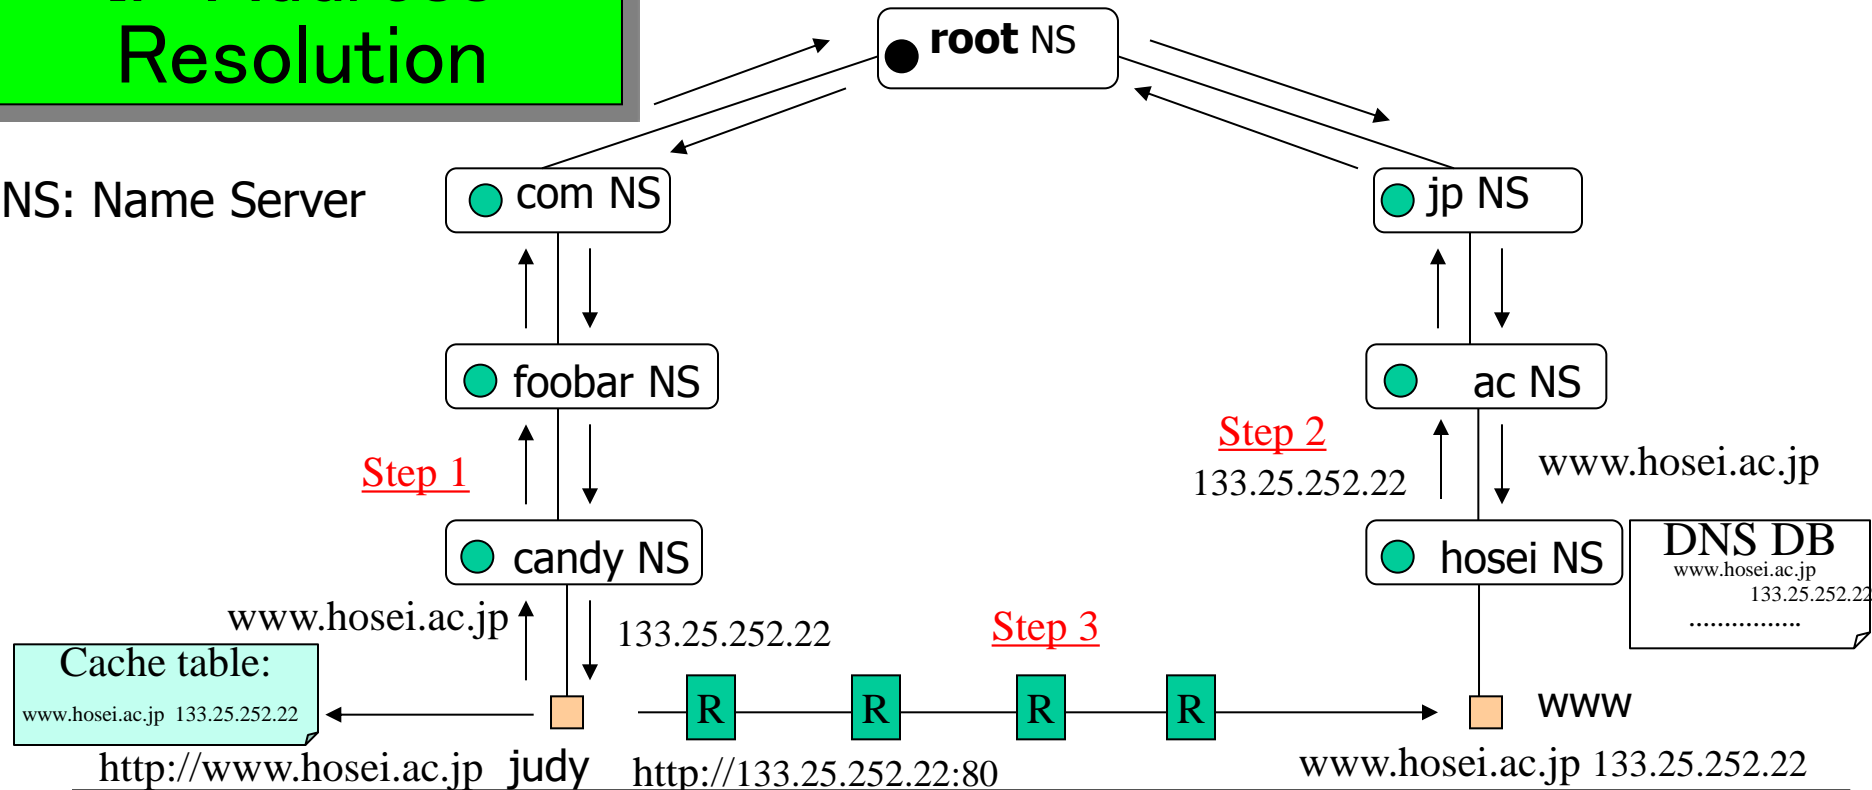 Resolution
root NS
NS: Name Server
com NS
jp NS
foobar NS
ac NS
Step 1
Step 2
133.25.252.22
www.hosei.ac.jp
candy NS
hosei NS
DNS DB
www.hosei.ac.jp
133.25.252.22
................
www.hosei.ac.jp
133.25.252.22
Step 3
Cache table:
www.hosei.ac.jp 133.25.252.22
R
R
R
R
www
http://www.hosei.ac.jp
judy
http://133.25.252.22:80
www.hosei.ac.jp 133.25.252.22